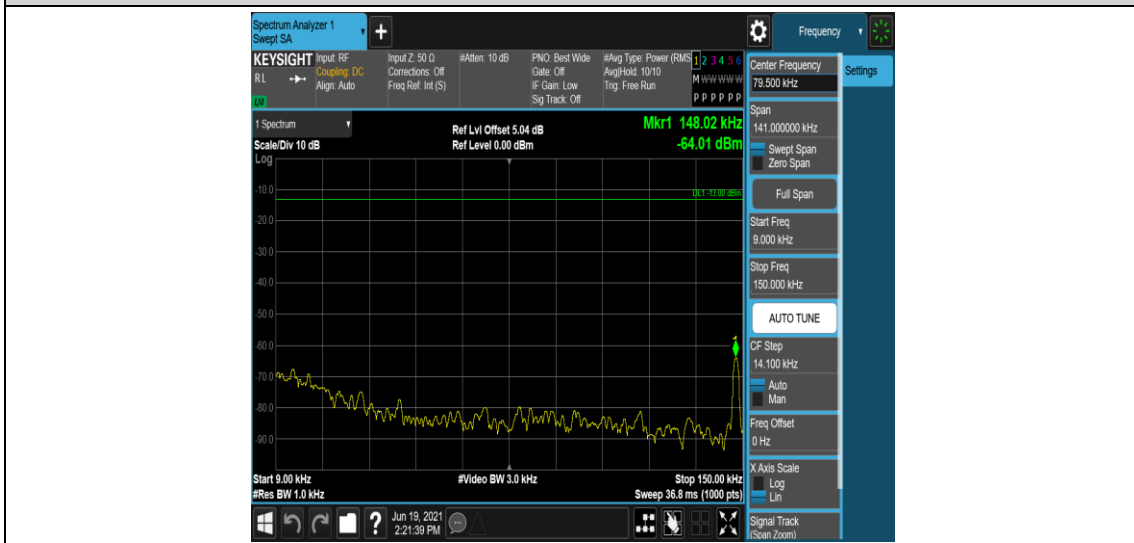 Spectrum Analyzer 1
Swept SA
+
Frequency
KEYSIGHT
RL
LXI
Input: RF
Coupling: DC
Align: Auto
Input Z: 50 Ω
Corrections: Off
Freq Ref: Int (S)
#Atten: 10 dB
PNO: Best Wide
Gate: Off
IF Gain: Low
Sig Track: Off
#Avg Type: Power (RMS
Avg|Hold: 10/10
Trig: Free Run
1 2 3 4 5 6
M W W W W W
P P P P P P
1 Spectrum
Scale/Div 10 dB
Log
Ref Lvl Offset 5.04 dB
Ref Level 0.00 dBm
Mkr1 148.02 kHz
-64.01 dBm
DL1 -13.00 dBm
-10.0
-20.0
-30.0
-40.0
-50.0
-60.0
-70.0
-80.0
-90.0
1
Start 9.00 kHz
#Res BW 1.0 kHz
#Video BW 3.0 kHz
Stop 150.00 kHz
Sweep 36.8 ms (1000 pts)
Center Frequency
79.500 kHz
Settings
Span
141.000000 kHz
Swept Span
Zero Span
Full Span
Start Freq
9.000 kHz
Stop Freq
150.000 kHz
AUTO TUNE
CF Step
14.100 kHz
Auto
Man
Freq Offset
0 Hz
X Axis Scale
Log
Lin
Signal Track
(Span Zoom)
?
Jun 19, 2021
2:21:39 PM